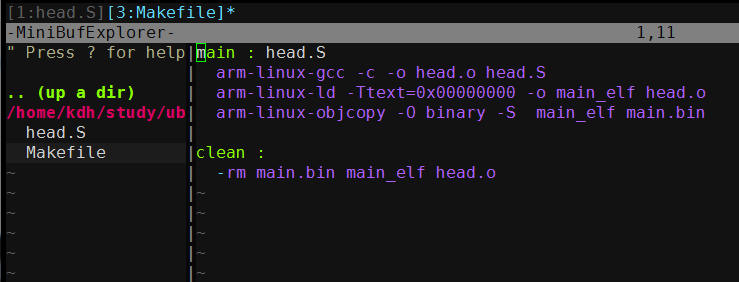 [1:head.S][3:Makefile]*
-MiniBufExplorer- 1,11
" Press ? for help|main : head.S
| arm-linux-gcc -c -o head.o head.S
.. (up a dir) | arm-linux-ld -Ttext=0x00000000 -o main_elf head.o
/home/kdh/study/ub| arm-linux-objcopy -O binary -S  main_elf main.bin
head.S |
Makefile |clean :
~ | -rm main.bin main_elf head.o
~ |~
~ |~
~ |~
~ |~
~ |~